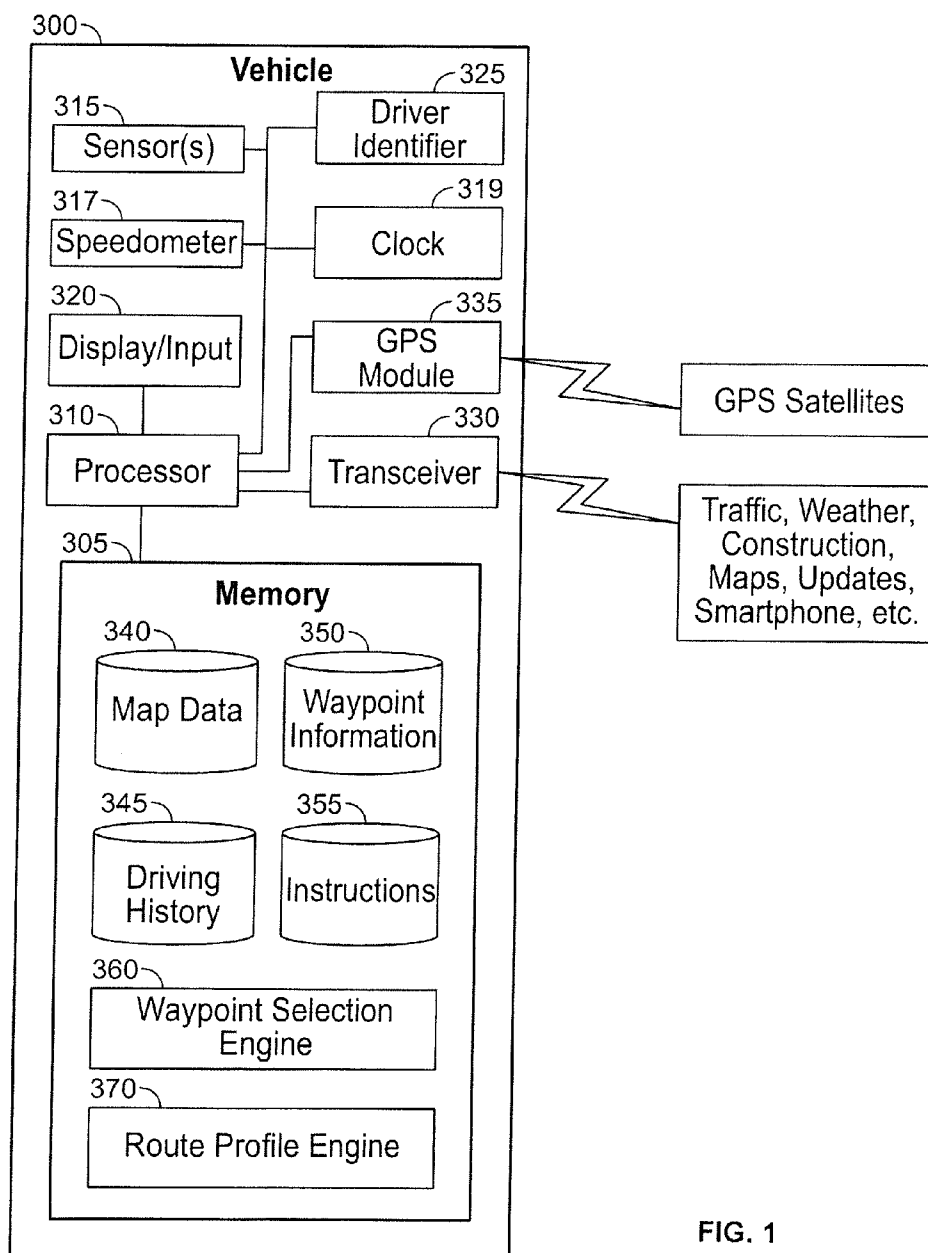 300
Vehicle
315
Sensor(s)
325
Driver
Identifier
317
Speedometer
319
Clock
320
Display/Input
335
GPS
Module
GPS Satellites
310
Processor
330
Transceiver
Traffic, Weather,
Construction,
Maps, Updates,
Smartphone, etc.
305
Memory
340
Map Data
350
Waypoint
Information
345
Driving
History
355
Instructions
360
Waypoint Selection
Engine
370
Route Profile Engine
FIG. 1